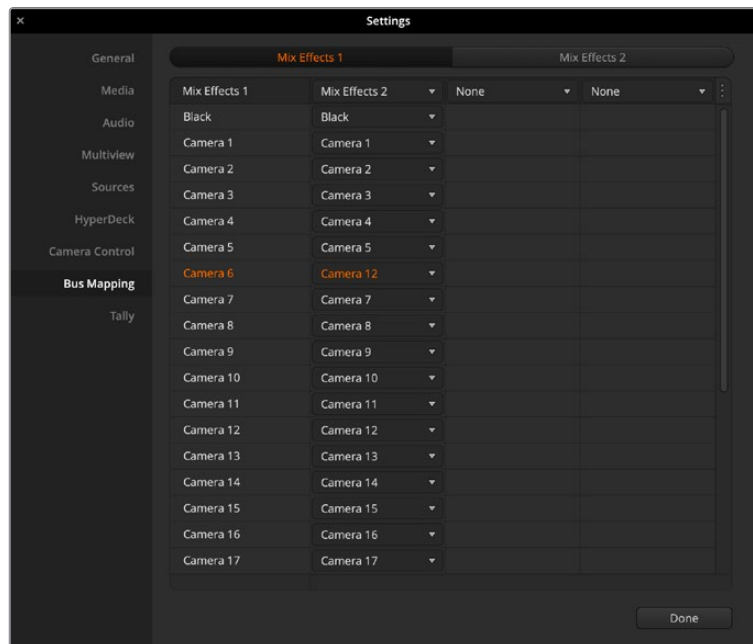 × Settings
General
Media
Audio
Multiview
Sources
HyperDeck
Camera Control
Bus Mapping
Tally
Mix Effects 1 Mix Effects 2
Mix Effects 1 Mix Effects 2 None None
Black Black
Camera 1 Camera 1
Camera 2 Camera 2
Camera 3 Camera 3
Camera 4 Camera 4
Camera 5 Camera 5
Camera 6 Camera 12
Camera 7 Camera 7
Camera 8 Camera 8
Camera 9 Camera 9
Camera 10 Camera 10
Camera 11 Camera 11
Camera 12 Camera 12
Camera 13 Camera 13
Camera 14 Camera 14
Camera 15 Camera 15
Camera 16 Camera 16
Camera 17 Camera 17
Done